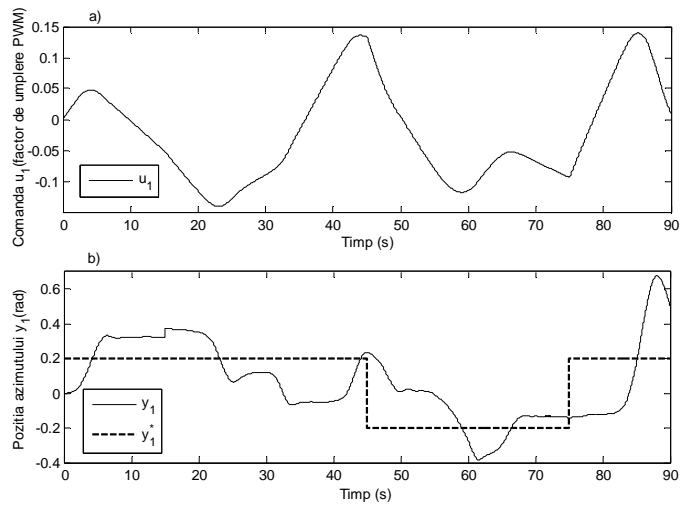 a)
Comanda u1(factor de umplere PWM)
0.15
0.1
0.05
0
-0.05
-0.1
u1
0 10 20 30 40 50 60 70 80 90
Timp (s)
b)
Pozitia azimutului y1(rad)
0.6
0.4
0.2
0
-0.2
-0.4
y1
y1*
0 10 20 30 40 50 60 70 80 90
Timp (s)